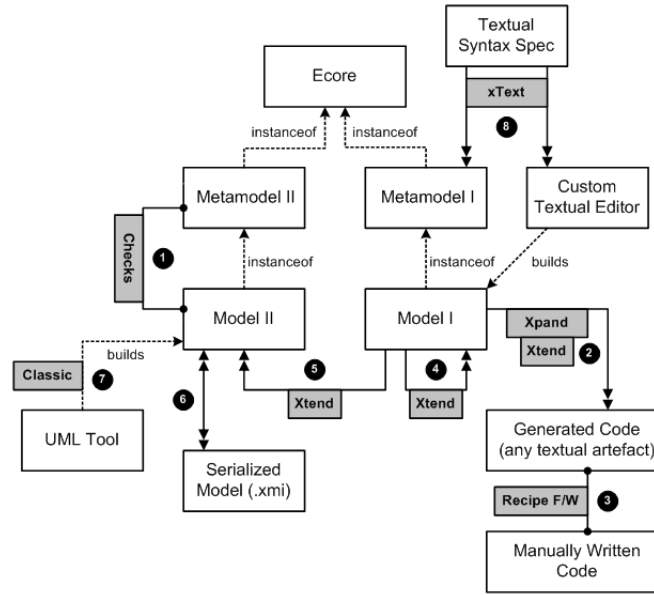 Textual
Syntax Spec
Ecore
xText
8
instanceof
instanceof
Metamodel II
Metamodel I
Custom
Textual Editor
Checks
1
instanceof
instanceof
builds
Model II
Model I
Xpand
Xtend
2
builds
Classic
7
5
4
Xtend
Xtend
6
UML Tool
Serialized
Model (.xmi)
Generated Code
(any textual artefact)
Recipe F/W
3
Manually Written
Code